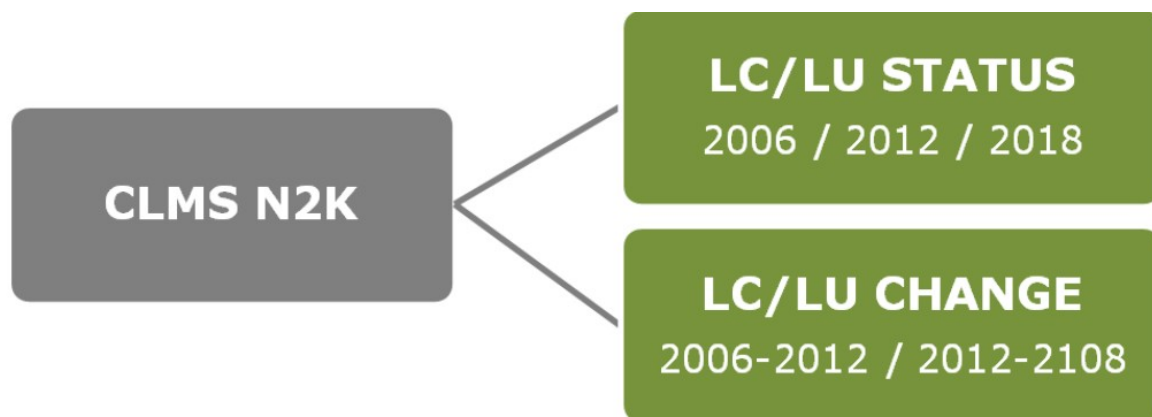 CLMS N2K
LC/LU STATUS
2006 / 2012 / 2018
LC/LU CHANGE
2006-2012 / 2012-2108